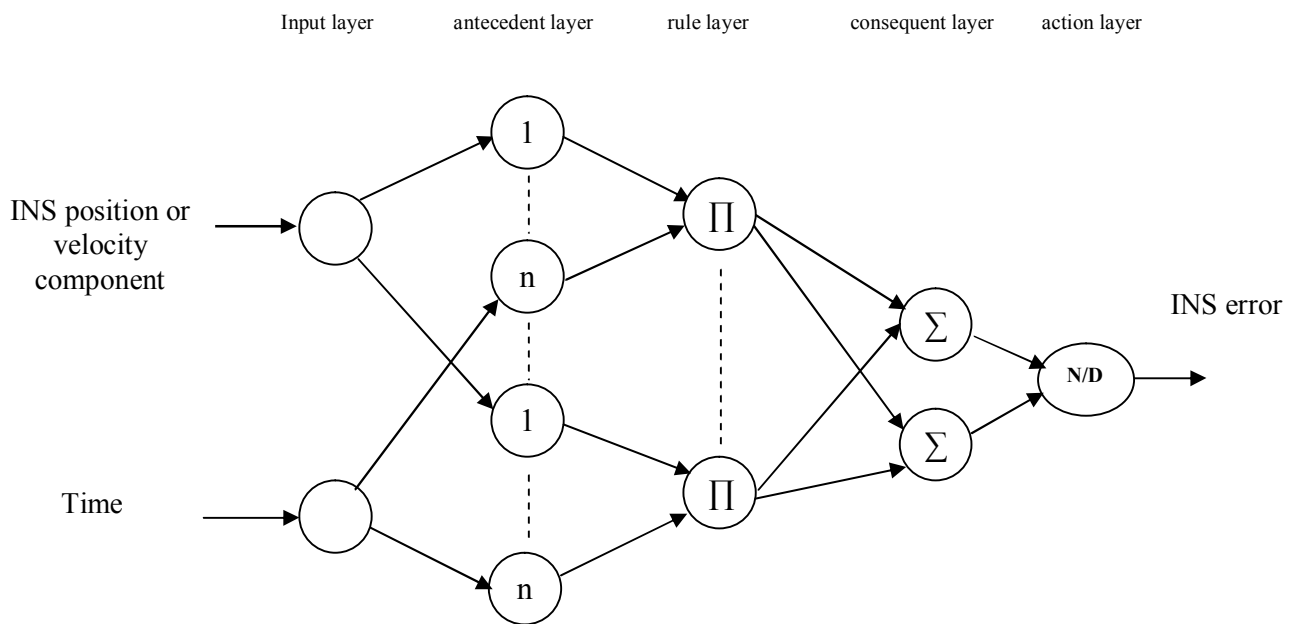 Input layer
antecedent layer
rule layer
consequent layer
action layer
1
∏
INS position or
velocity
component
n
∑
INS error
N/D
1
∑
Time
∏
n